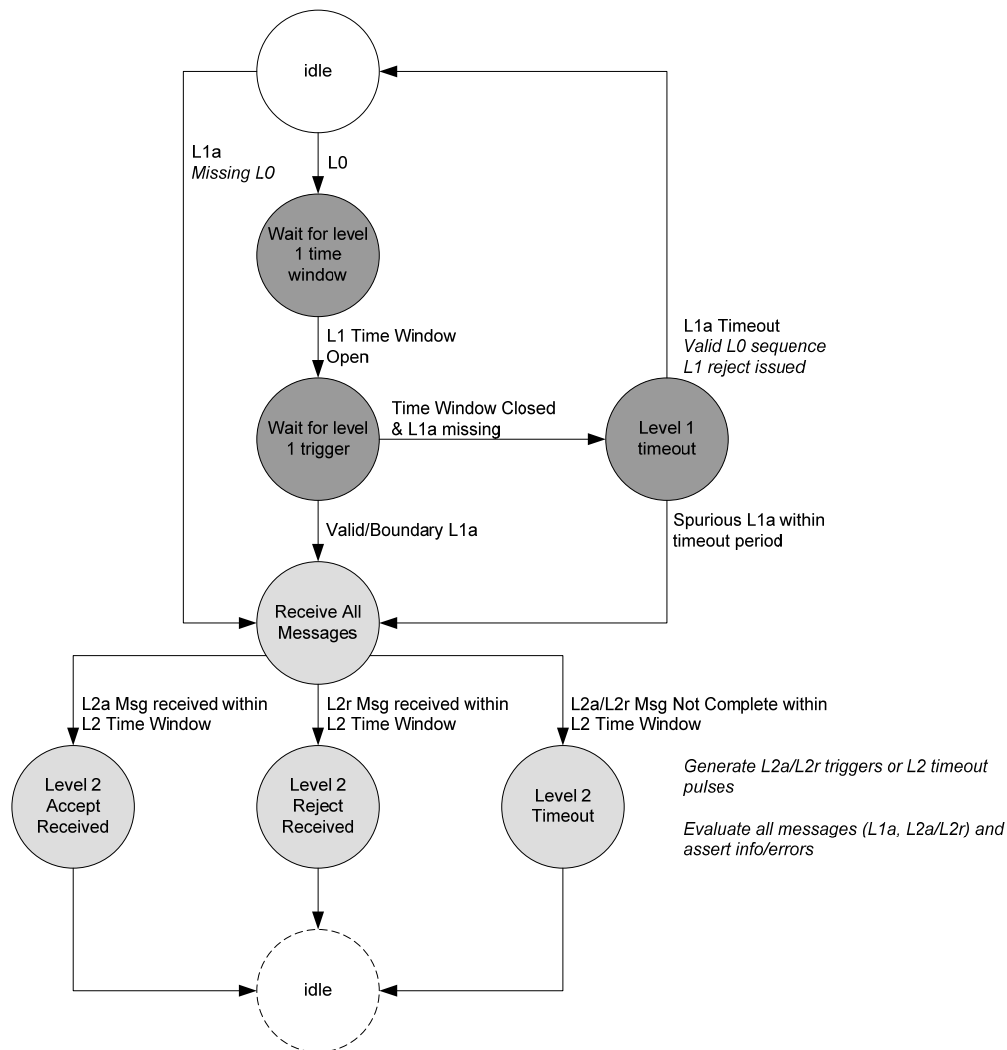 idle
L1a
Missing L0
L0
Wait for level
1 time
window
L1 Time Window
Open
L1a Timeout
Valid L0 sequence
L1 reject issued
Wait for level
1 trigger
Time Window Closed
& L1a missing
Level 1
timeout
Valid/Boundary L1a
Spurious L1a within
timeout period
Receive All
Messages
L2a Msg received within
L2 Time Window
L2r Msg received within
L2 Time Window
L2a/L2r Msg Not Complete within
L2 Time Window
Level 2
Accept
Received
Level 2
Reject
Received
Level 2
Timeout
Generate L2a/L2r triggers or L2 timeout
pulses
Evaluate all messages (L1a, L2a/L2r) and
assert info/errors
idle